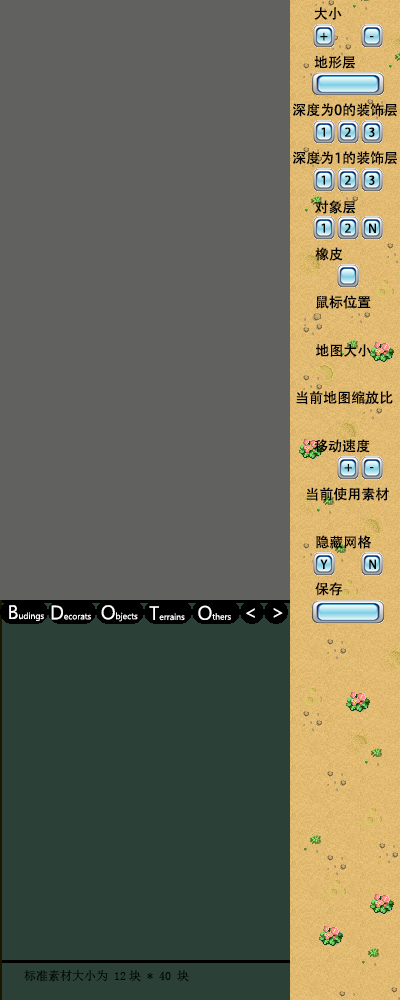 大小
+ -
地形层
深度为0的装饰层
1 2 3
深度为1的装饰层
1 2 3
对象层
1 2 N
橡皮
鼠标位置
地图大小
当前地图缩放比
移动速度
+ -
当前使用素材
隐藏网格
Y N
保存
Budings Decorats Objects Terrains Others < >
标准素材大小为 12块 * 40 块